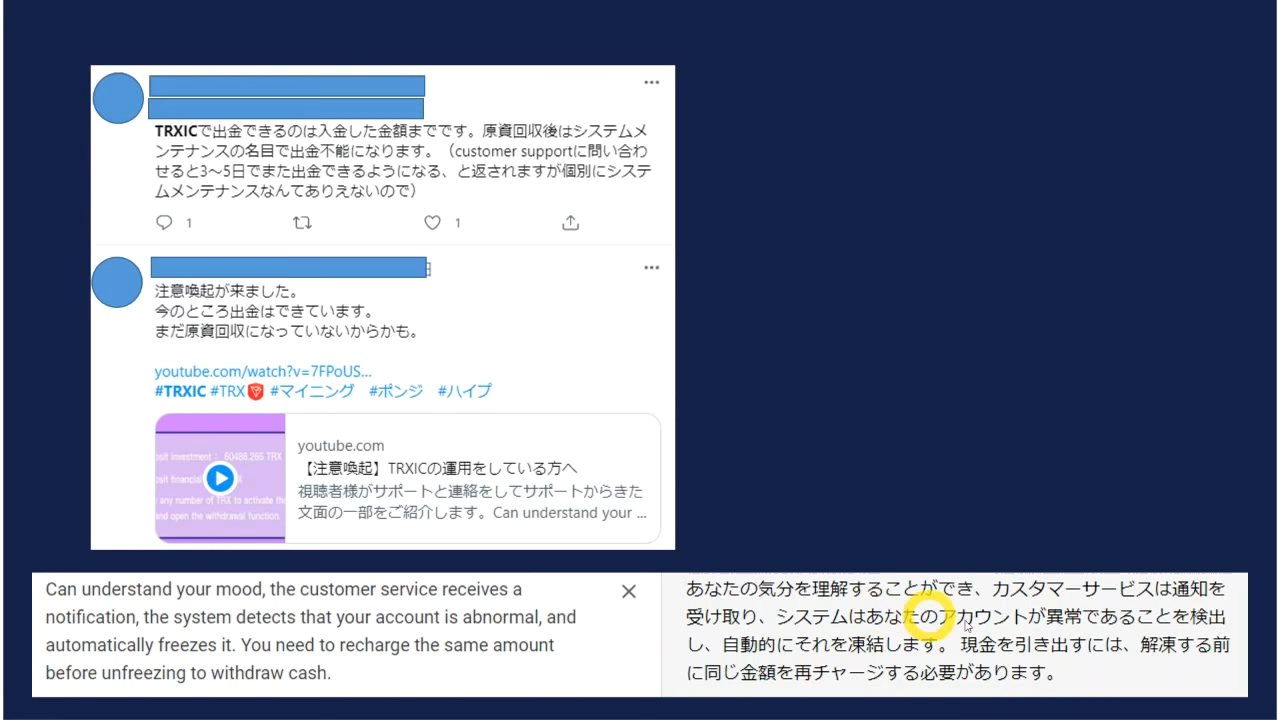 TRXICで出金できるのは入金した金額までです。原資回収後はシステムメ
ンテナンスの名目で出金不能になります。（customer supportに問い合わ
せると3〜5日でまた出金できるようになる、と返されますが個別にシステ
ムメンテナンスなんてありえないので）
1 1
注意喚起が来ました。
今のところ出金はできています。
まだ原資回収になっていないからかも。
youtube.com/watch?v=7FPoUS...
#TRXIC #TRX #マイニング #ポンジ #ハイプ
osit investment : 60488.265 TRX
osit financial X
any number of TRX to activate th
and open the withdrawal function.
youtube.com
【注意喚起】TRXICの運用をしている方へ
視聴者様がサポートと連絡をしてサポートからきた
文面の一部をご紹介します。Can understand your ...
Can understand your mood, the customer service receives a
notification, the system detects that your account is abnormal, and
automatically freezes it. You need to recharge the same amount
before unfreezing to withdraw cash.
あなたの気分を理解することができ、カスタマーサービスは通知を
受け取り、システムはあなたのアカウントが異常であることを検出
し、自動的にそれを凍結します。 現金を引き出すには、解凍する前
に同じ金額を再チャージする必要があります。